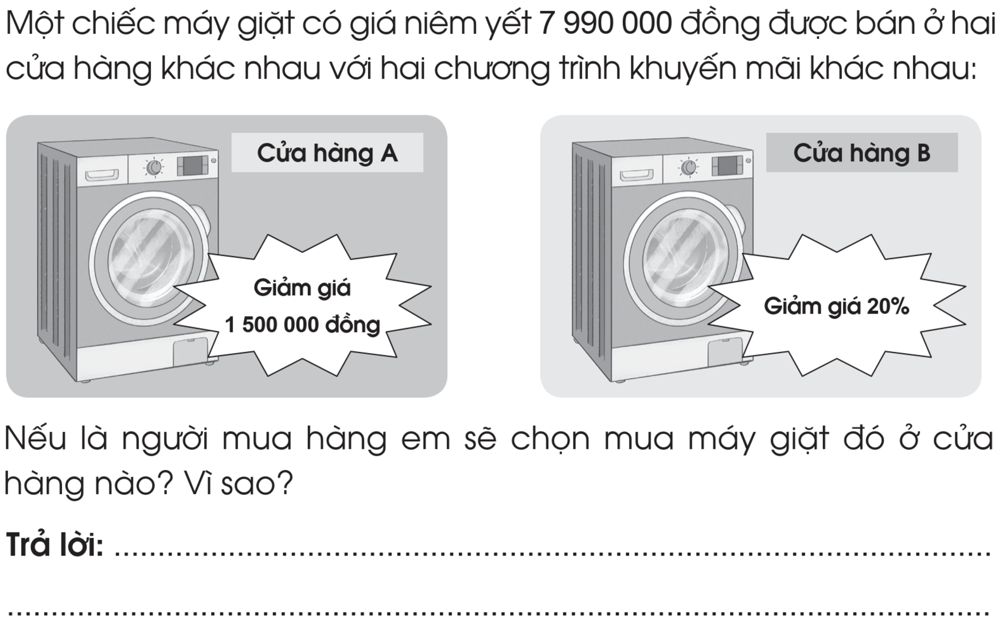 Một chiếc máy giặt có giá niêm yết 7 990 000 đồng được bán ở hai
cửa hàng khác nhau với hai chương trình khuyến mãi khác nhau:
Cửa hàng A
Giảm giá
1 500 000 đồng
Cửa hàng B
Giảm giá 20%
Nếu là người mua hàng em sẽ chọn mua máy giặt đó ở cửa
hàng nào? Vì sao?
Trả lời: ....................................................................................................
....................................................................................................